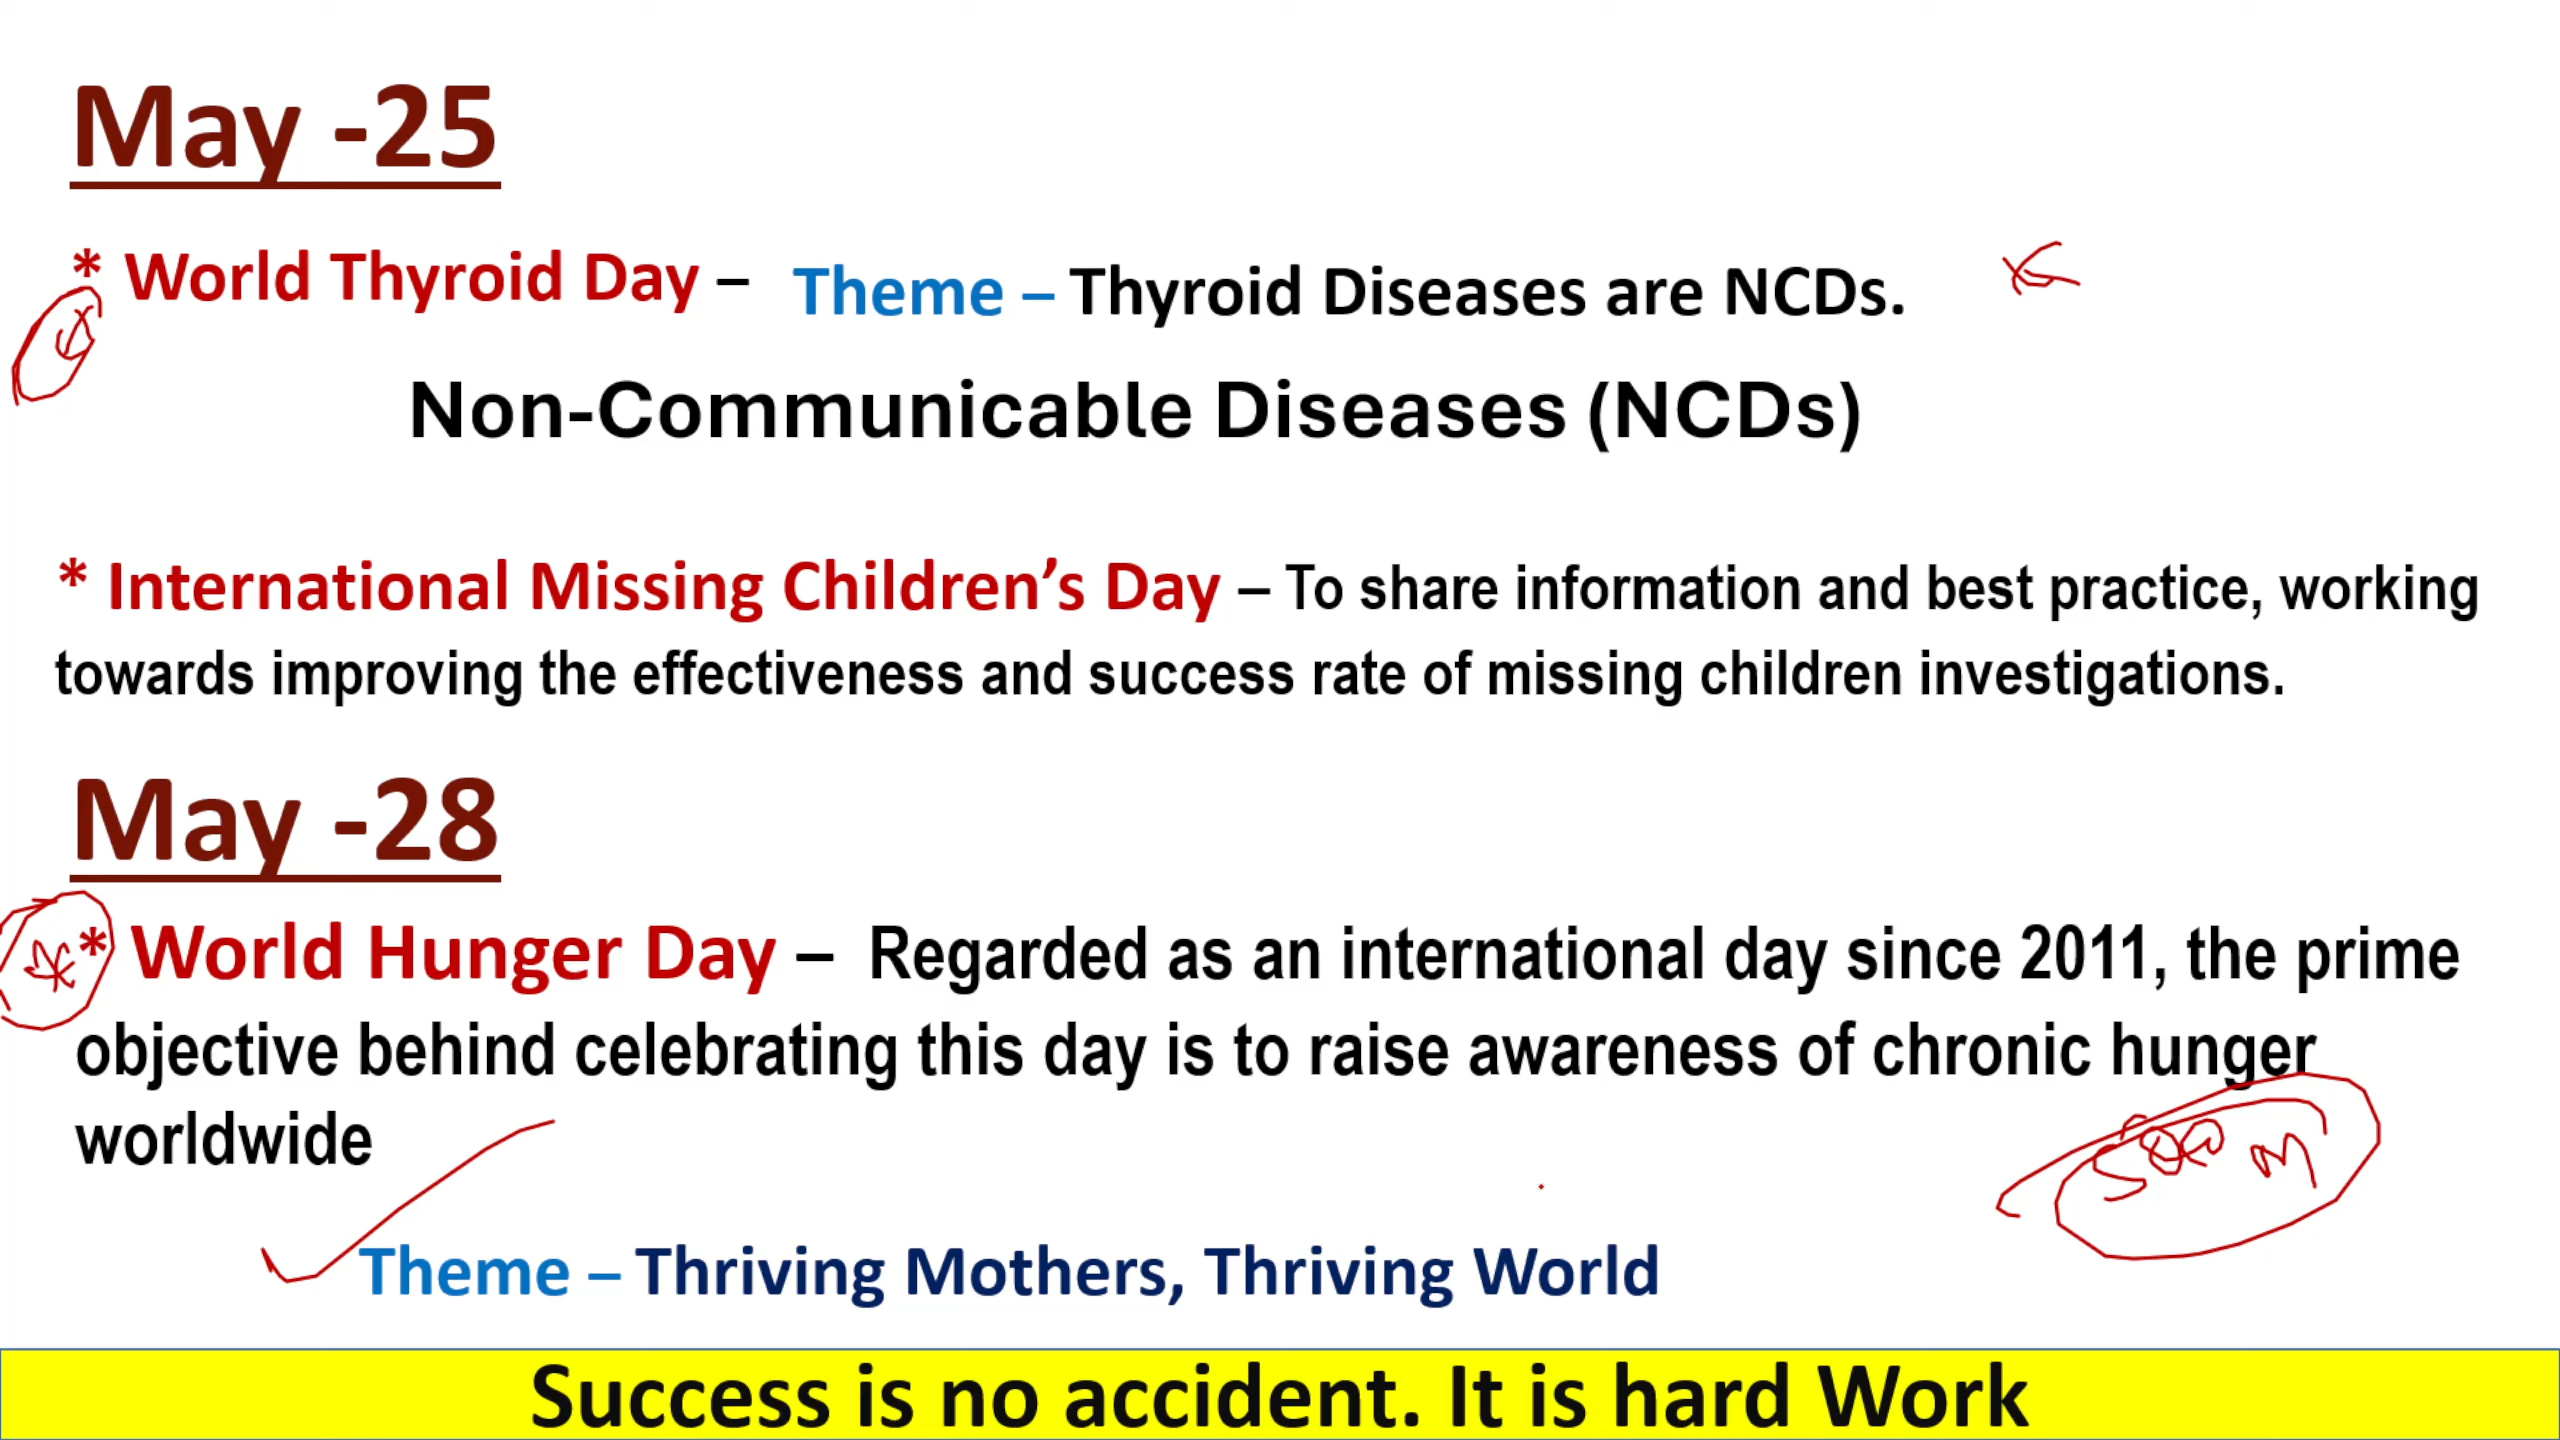 May -25
* World Thyroid Day – Theme – Thyroid Diseases are NCDs.
Non-Communicable Diseases (NCDs)
* International Missing Children’s Day – To share information and best practice, working
towards improving the effectiveness and success rate of missing children investigations.
May -28
* World Hunger Day – Regarded as an international day since 2011, the prime
objective behind celebrating this day is to raise awareness of chronic hunger
worldwide
Theme – Thriving Mothers, Thriving World
Success is no accident. It is hard Work